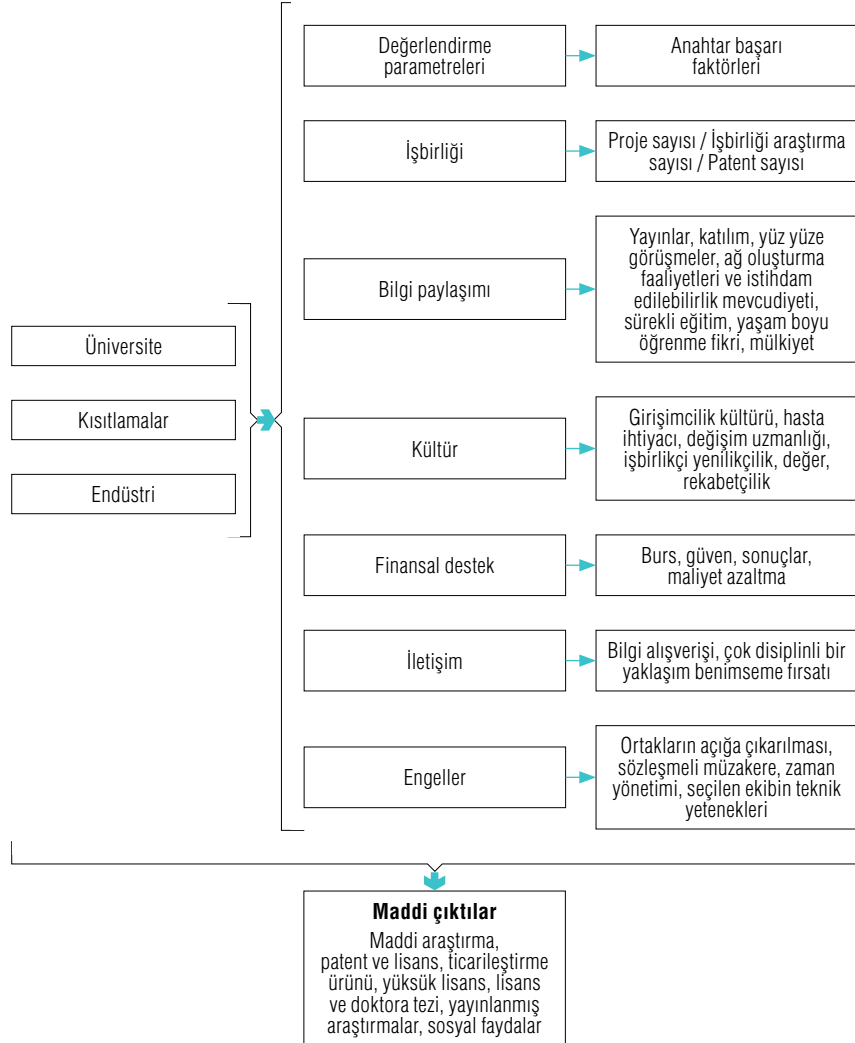 Değerlendirme
parametreleri
Anahtar başarı
faktörleri
İşbirliği
Proje sayısı / İşbirliği araştırma
sayısı / Patent sayısı
Bilgi paylaşımı
Yayınlar, katılım, yüz yüze
görüşmeler, ağ oluşturma
faaliyetleri ve istihdam
edilebilirlik mevcudiyeti,
sürekli eğitim, yaşam boyu
öğrenme fikri, mülkiyet
Üniversite
Kısıtlamalar
Endüstri
Kültür
Girişimcilik kültürü, hasta
ihtiyacı, değişim uzmanlığı,
işbirlikçi yenilikçilik, değer,
rekabetçilik
Finansal destek
Burs, güven, sonuçlar,
maliyet azaltma
İletişim
Bilgi alışverişi, çok disiplinli bir
yaklaşım benimseme fırsatı
Engeller
Ortakların açığa çıkarılması,
sözleşmeli müzakere, zaman
yönetimi, seçilen ekibin teknik
yetenekleri
Maddi çıktılar
Maddi araştırma,
patent ve lisans, ticarileştirme
ürünü, yüksük lisans, lisans
ve doktora tezi, yayınlanmış
araştırmalar, sosyal faydalar